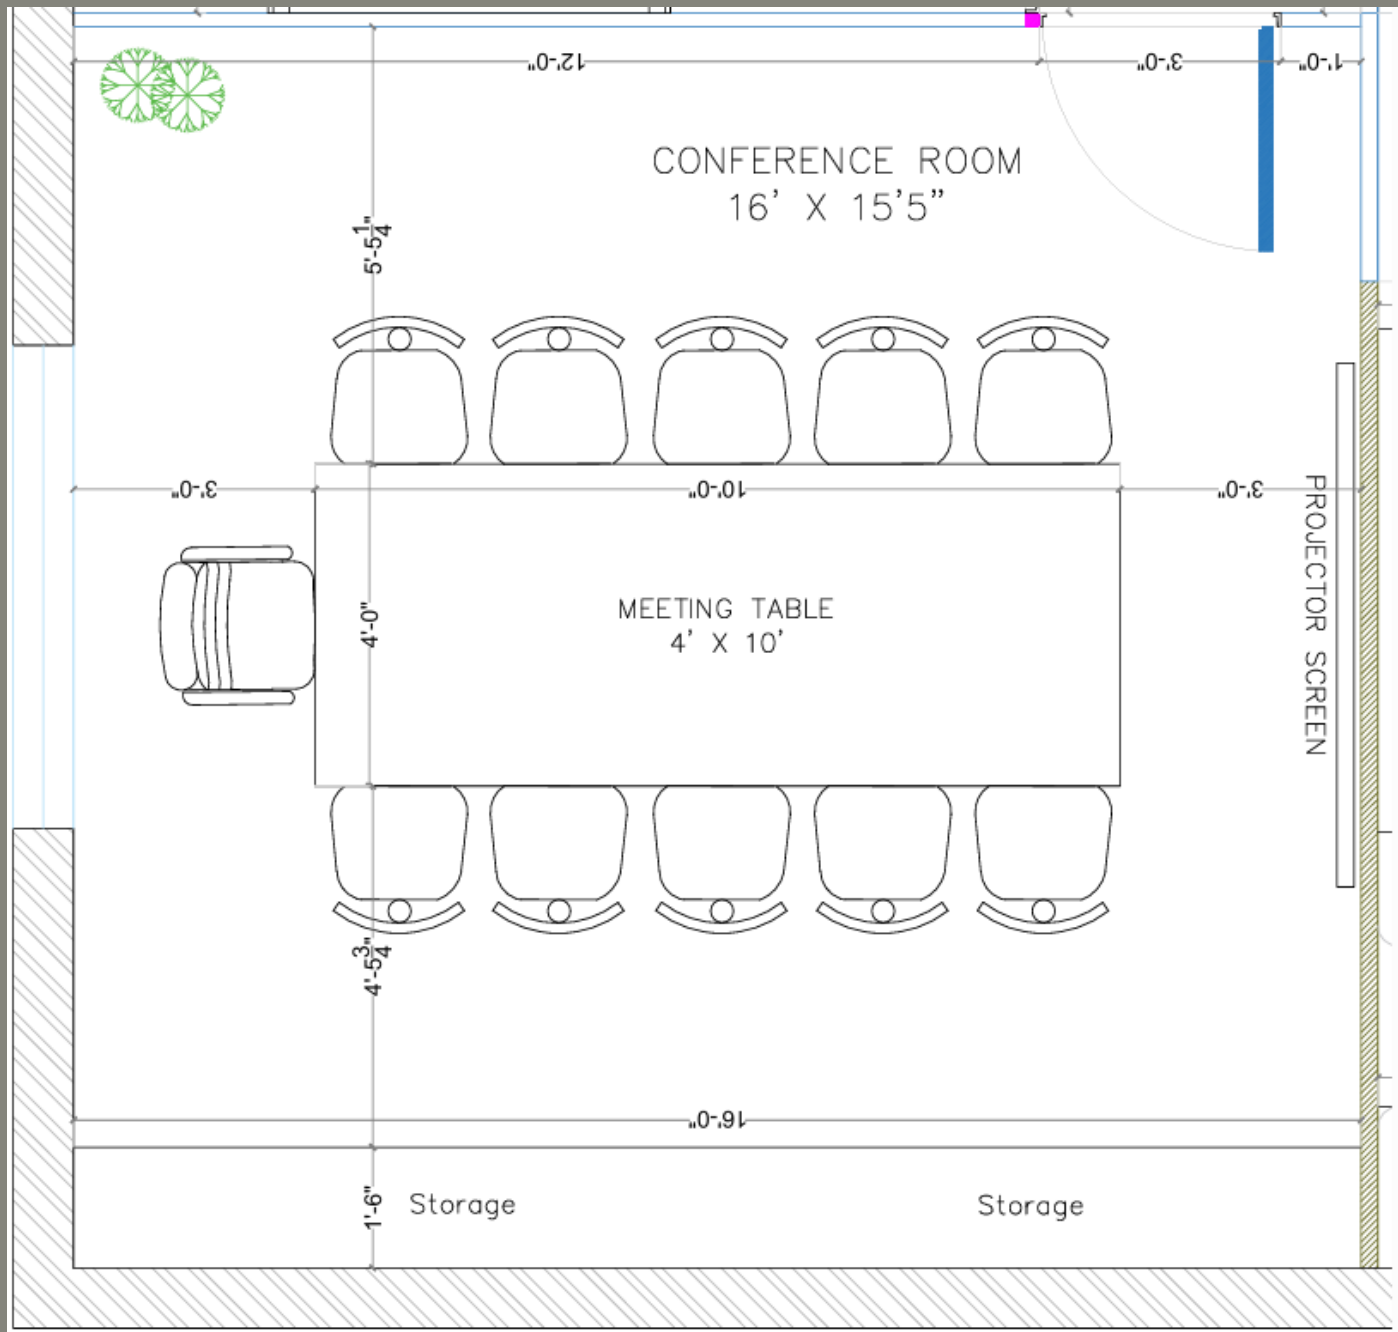 12'-0"
3'-0"
1'-0"
CONFERENCE ROOM
16' X 15'5"
5'-5 1/4"
3'-0"
10'-0"
3'-0"
PROJECTOR SCREEN
MEETING TABLE
4' X 10'
4'-0"
4'-5 3/4"
16'-0"
1'-6"
Storage
Storage